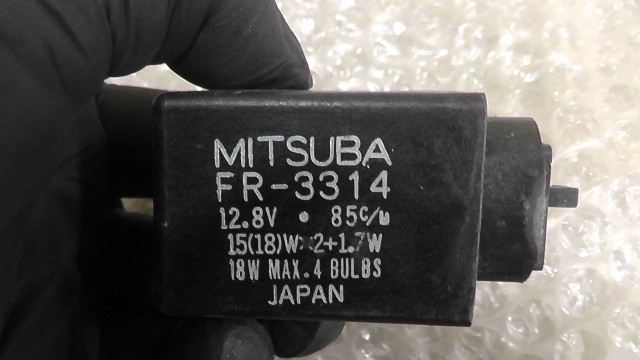 MITSUBA
FR-3314
12.8V • 85c/m
15(18)W×2+1.7W
18W MAX.4 BULBS
JAPAN